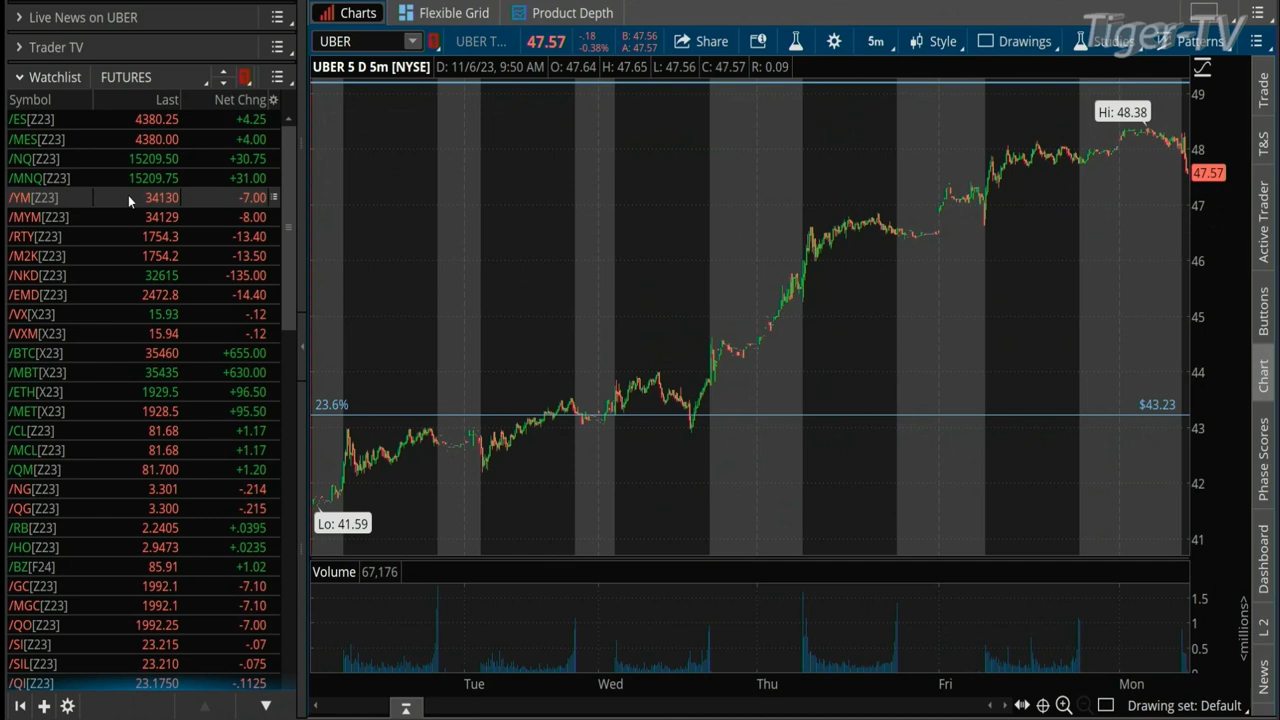 Live News on UBER
Trader TV
Watchlist FUTURES
Symbol Last Net Chng
/ES[Z23] 4380.25 +4.25
/MES[Z23] 4380.00 +4.00
/NQ[Z23] 15209.50 +30.75
/MNQ[Z23] 15209.75 +31.00
/YM[Z23] 34130 -7.00
/MYM[Z23] 34129 -8.00
/RTY[Z23] 1754.3 -13.40
/M2K[Z23] 1754.2 -13.50
/NKD[Z23] 32615 -135.00
/EMD[Z23] 2472.8 -14.40
/VX[X23] 15.93 -.12
/VXM[X23] 15.94 -.12
/BTC[X23] 35460 +655.00
/MBT[X23] 35435 +630.00
/ETH[X23] 1929.5 +96.50
/MET[X23] 1928.5 +95.50
/CL[Z23] 81.68 +1.17
/MCL[Z23] 81.68 +1.17
/QM[Z23] 81.700 +1.20
/NG[Z23] 3.301 -.214
/QG[Z23] 3.300 -.215
/RB[Z23] 2.2405 +.0395
/HO[Z23] 2.9473 +.0235
/BZ[F24] 85.91 +1.02
/GC[Z23] 1992.1 -7.10
/MGC[Z23] 1992.1 -7.10
/QO[Z23] 1992.25 -7.00
/SI[Z23] 23.215 -.07
/SIL[Z23] 23.210 -.075
/QI[Z23] 23.1750 -.1125
Charts Flexible Grid Product Depth
Tiger TV
UBER UBER T... 47.57 -.18 -0.38% B: 47.56 A: 47.57 Share 5m Style Drawings Studies Patterns
UBER 5 D 5m [NYSE] D: 11/6/23, 9:50 AM O: 47.64 H: 47.65 L: 47.56 C: 47.57 R: 0.09
49
Hi: 48.38
48
47.57
47
46
45
44
23.6% $43.23
43
42
Lo: 41.59
41
Volume 67,176
1.5
1
0.5
<millions>
Tue Wed Thu Fri Mon
Drawing set: Default
Trade
T&S
Active Trader
Buttons
Chart
Phase Scores
Dashboard
L 2
News